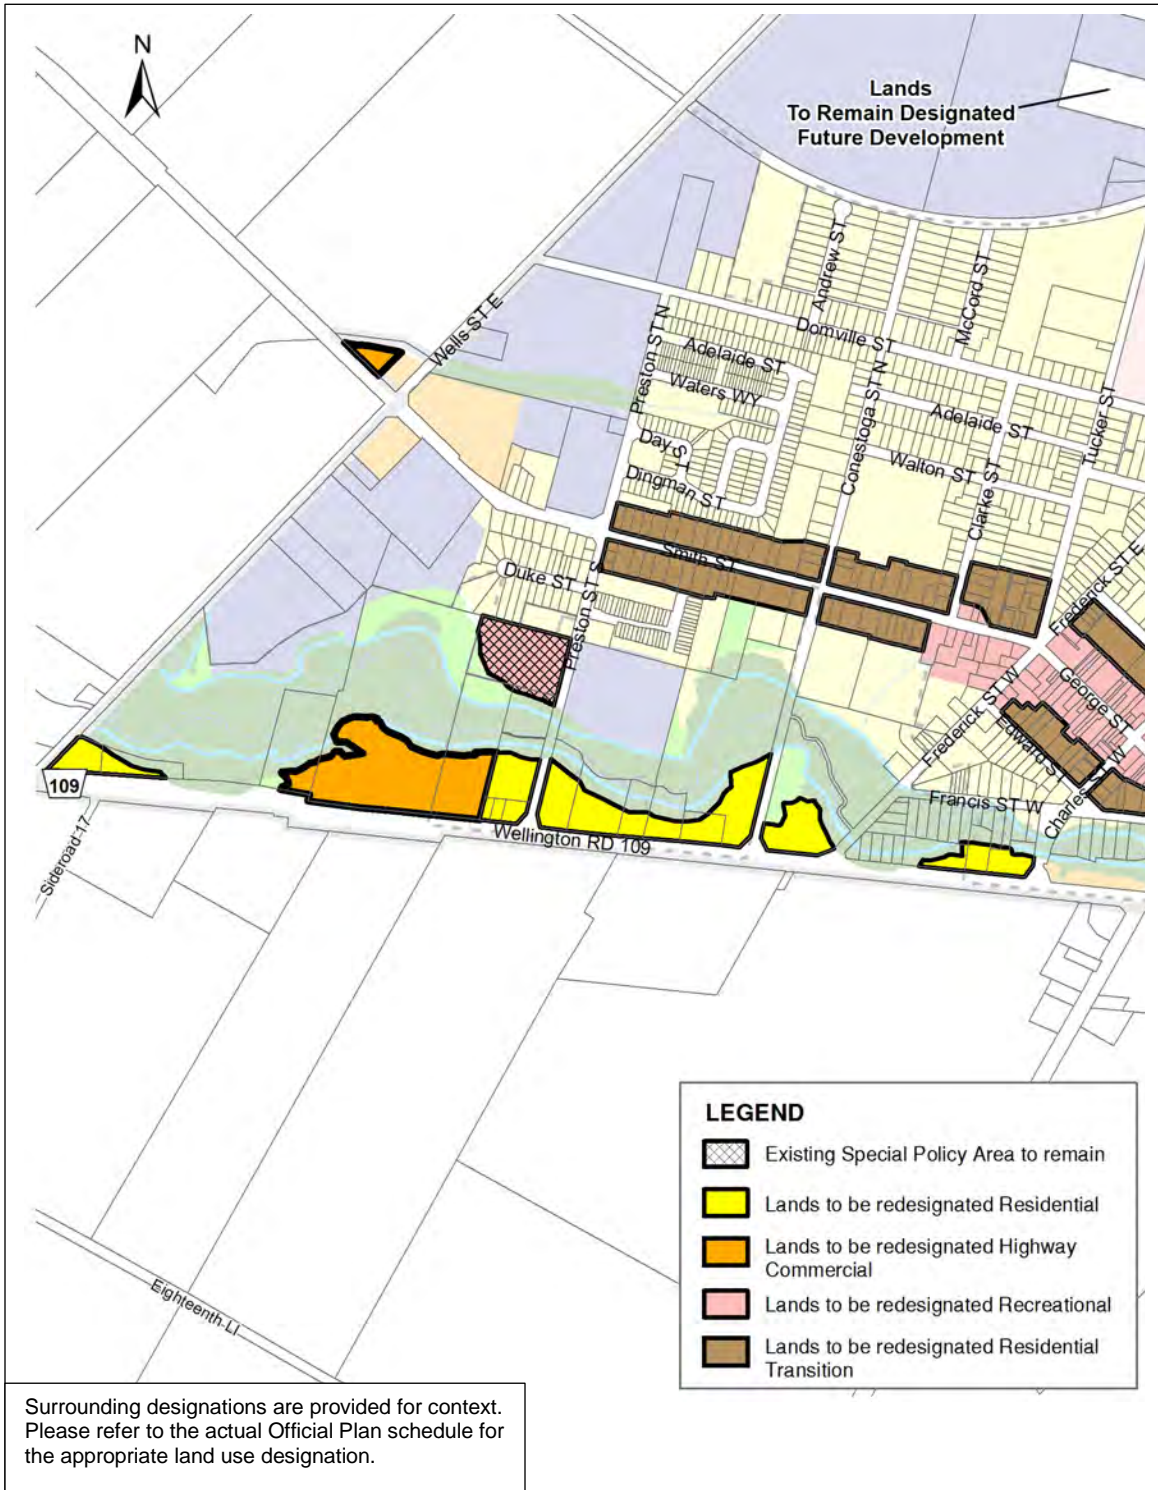 N
Lands
To Remain Designated
Future Development
Wells ST E
Andrew ST
McCord ST
Domville ST
Preston ST N
Adelaide ST
Waters WY
Conestoga ST N
Adelaide ST
Tucker ST
Day ST
Walton ST
Dingman ST
Clarke ST
Smith ST
Duke ST
Preston ST S
Frederick ST E
George ST
Frederick ST W
Edward ST
109
Francis ST W
Charles ST W
Wellington RD 109
Sideroad 17
LEGEND
Existing Special Policy Area to remain
Lands to be redesignated Residential
Lands to be redesignated Highway
Commercial
Lands to be redesignated Recreational
Lands to be redesignated Residential
Transition
Eighteenth LI
Surrounding designations are provided for context.
Please refer to the actual Official Plan schedule for
the appropriate land use designation.